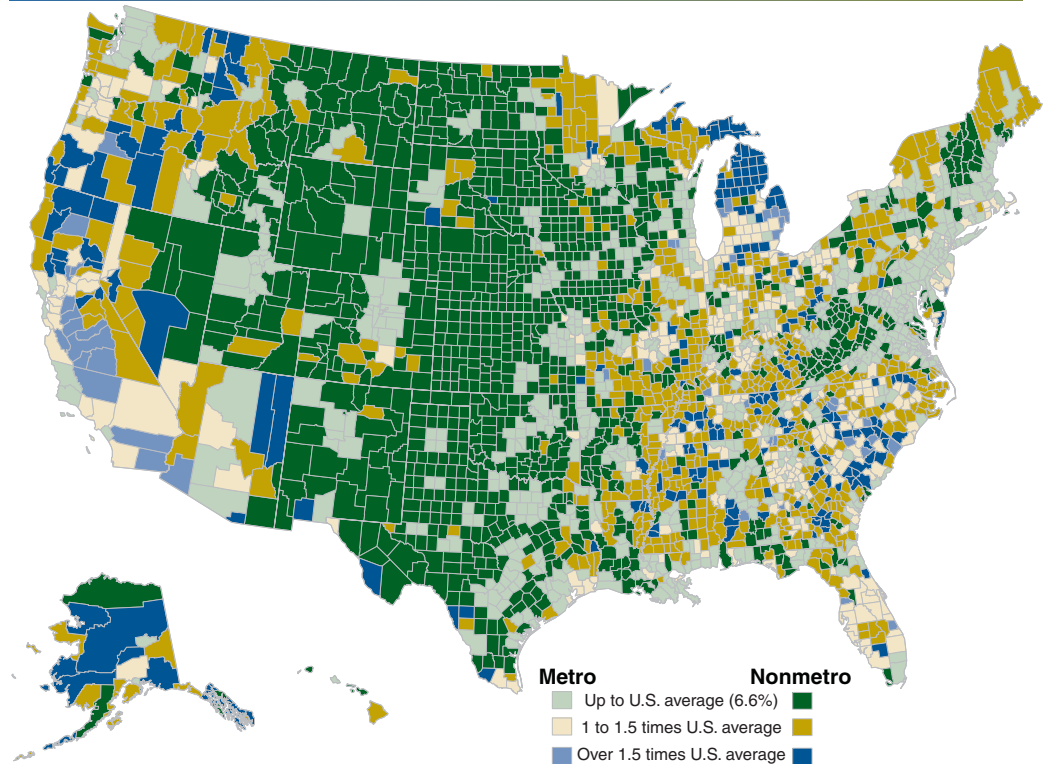 Metro Nonmetro
Up to U.S. average (6.6%)
1 to 1.5 times U.S. average
Over 1.5 times U.S. average